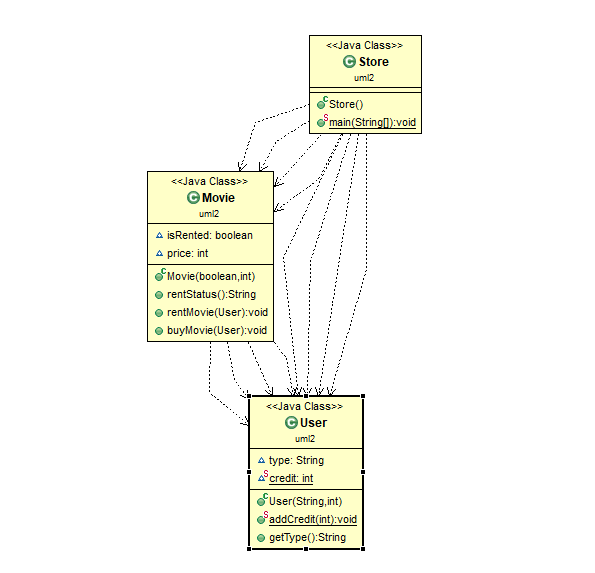 <<Java Class>>
Store
uml2
Store()
main(String[]):void
<<Java Class>>
Movie
uml2
isRented: boolean
price: int
Movie(boolean,int)
rentStatus():String
rentMovie(User):void
buyMovie(User):void
<<Java Class>>
User
uml2
type: String
credit: int
User(String,int)
addCredit(int):void
getType():String